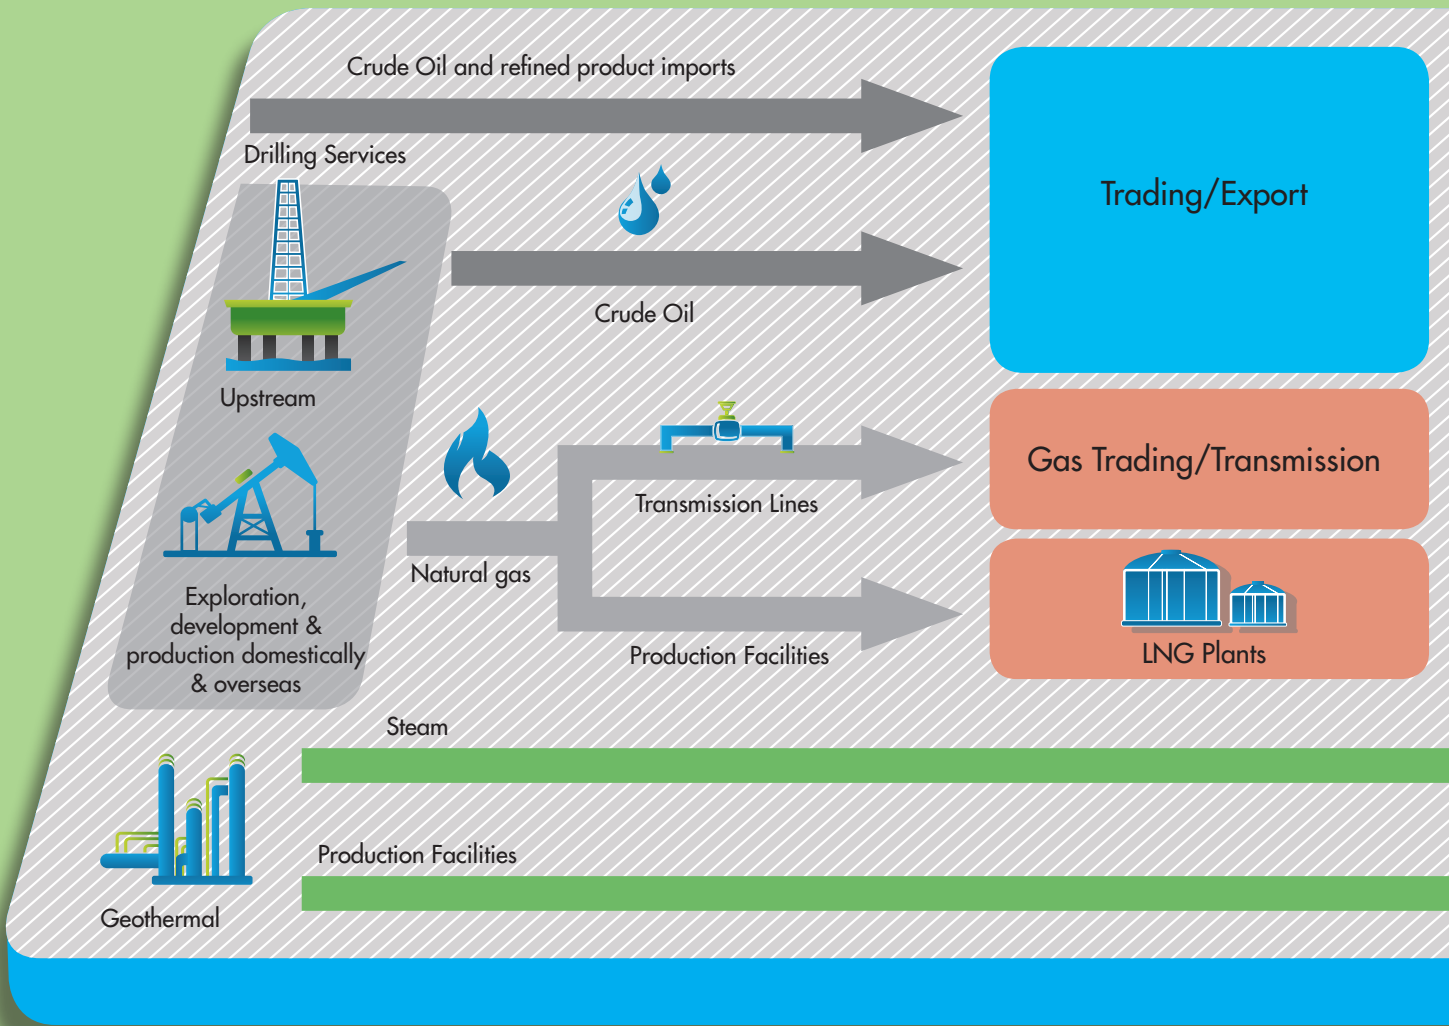 Crude Oil and refined product imports
Drilling Services
Trading/Export
Crude Oil
Upstream
Gas Trading/Transmission
Transmission Lines
Natural gas
Exploration,
development &
production domestically
& overseas
Production Facilities
LNG Plants
Steam
Production Facilities
Geothermal